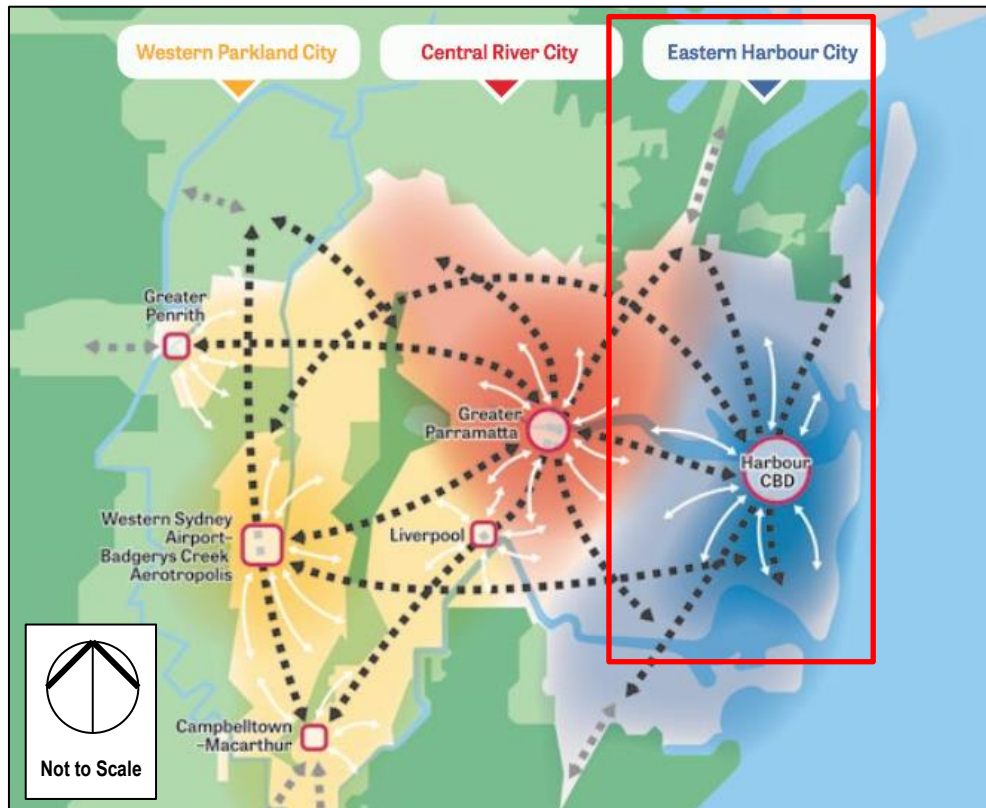 Western Parkland City
Central River City
Eastern Harbour City
Greater
Penrith
Greater
Parramatta
Harbour
CBD
Western Sydney
Airport–
Badgerys Creek
Aerotropolis
Liverpool
Campbelltown
–Macarthur
Not to Scale